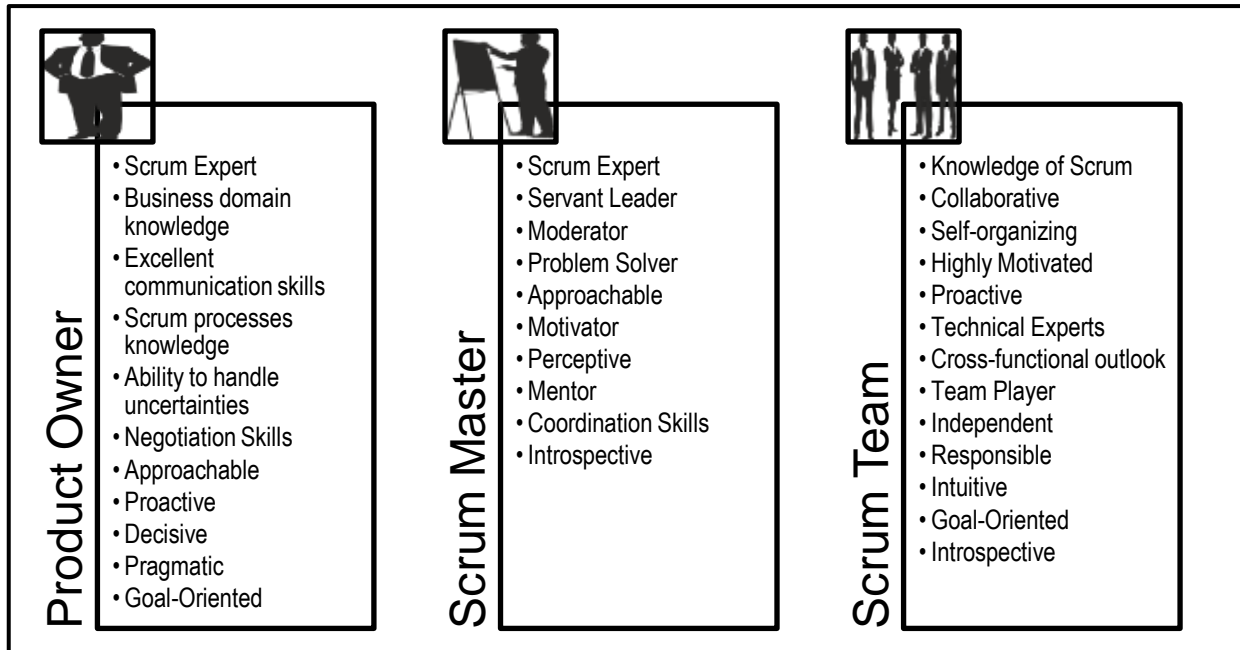 Product Owner
• Scrum Expert
• Business domain
knowledge
• Excellent
communication skills
• Scrum processes
knowledge
• Ability to handle
uncertainties
• Negotiation Skills
• Approachable
• Proactive
• Decisive
• Pragmatic
• Goal-Oriented
Scrum Master
• Scrum Expert
• Servant Leader
• Moderator
• Problem Solver
• Approachable
• Motivator
• Perceptive
• Mentor
• Coordination Skills
• Introspective
Scrum Team
• Knowledge of Scrum
• Collaborative
• Self-organizing
• Highly Motivated
• Proactive
• Technical Experts
• Cross-functional outlook
• Team Player
• Independent
• Responsible
• Intuitive
• Goal-Oriented
• Introspective